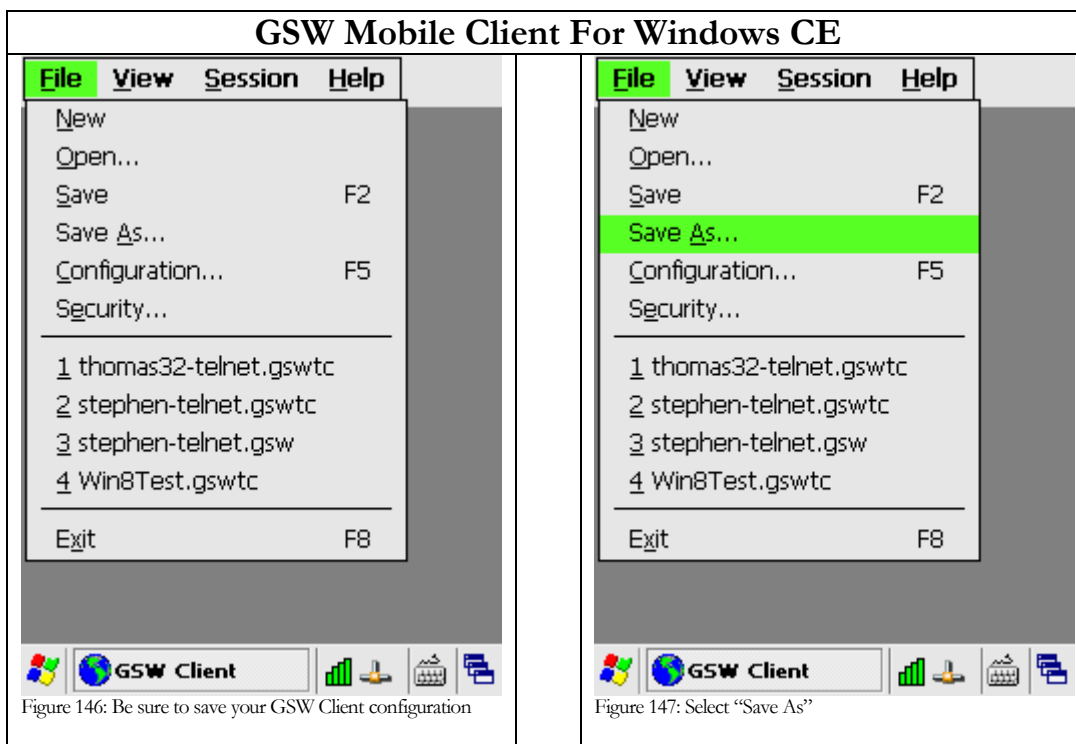 GSW Mobile Client For Windows CE
File View Session Help
New
Open...
Save F2
Save As...
Configuration... F5
Security...
1 thomas32-telnet.gswtc
2 stephen-telnet.gswtc
3 stephen-telnet.gsw
4 Win8Test.gswtc
Exit F8
GSW Client
Figure 146: Be sure to save your GSW Client configuration
File View Session Help
New
Open...
Save F2
Save As...
Configuration... F5
Security...
1 thomas32-telnet.gswtc
2 stephen-telnet.gswtc
3 stephen-telnet.gsw
4 Win8Test.gswtc
Exit F8
GSW Client
Figure 147: Select “Save As”